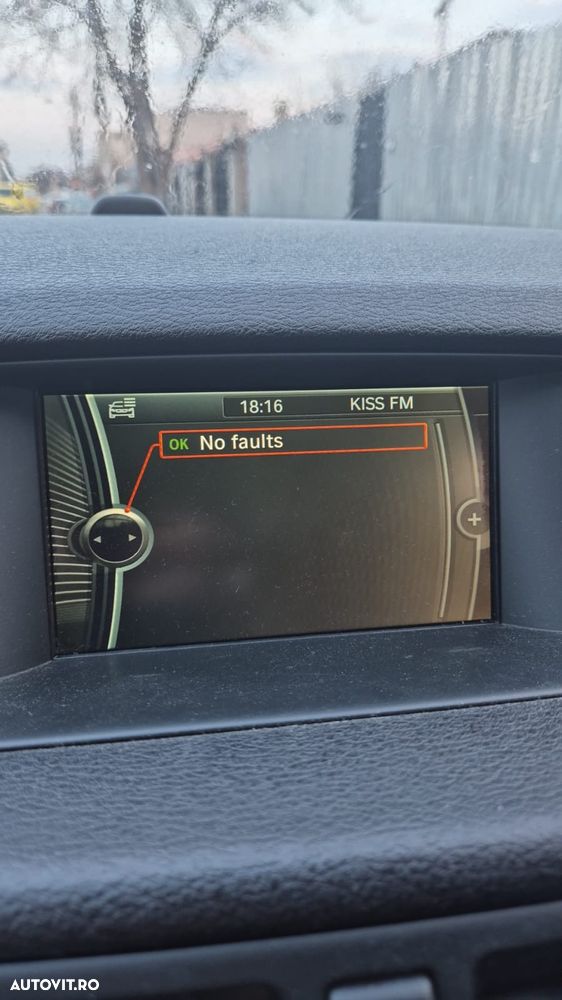 18:16 KISS FM
OK No faults
+
AUTOVIT.RO